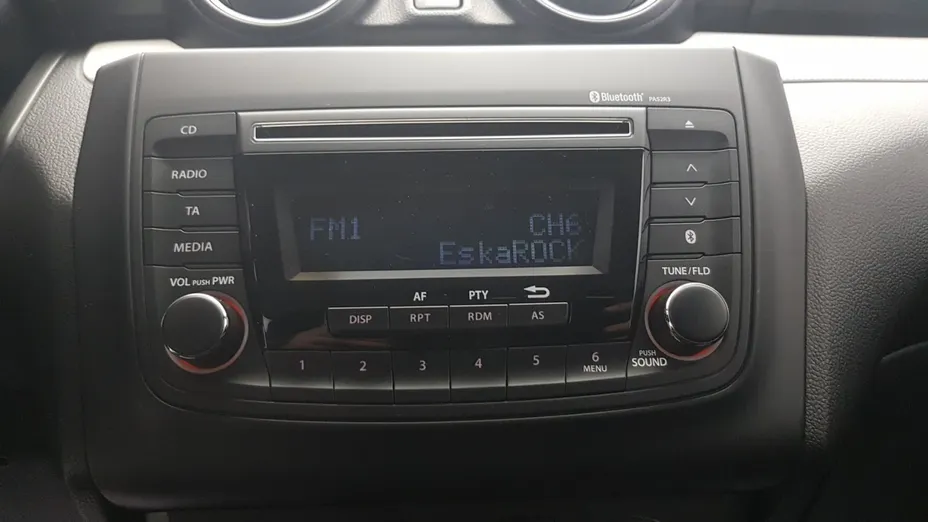 Bluetooth PA52R3
CD
RADIO
TA
MEDIA
VOL PUSH PWR
FM1 CH6
EskaROCK
TUNE/FLD
AF PTY
DISP RPT RDM AS
1 2 3 4 5 6
MENU
PUSH
SOUND